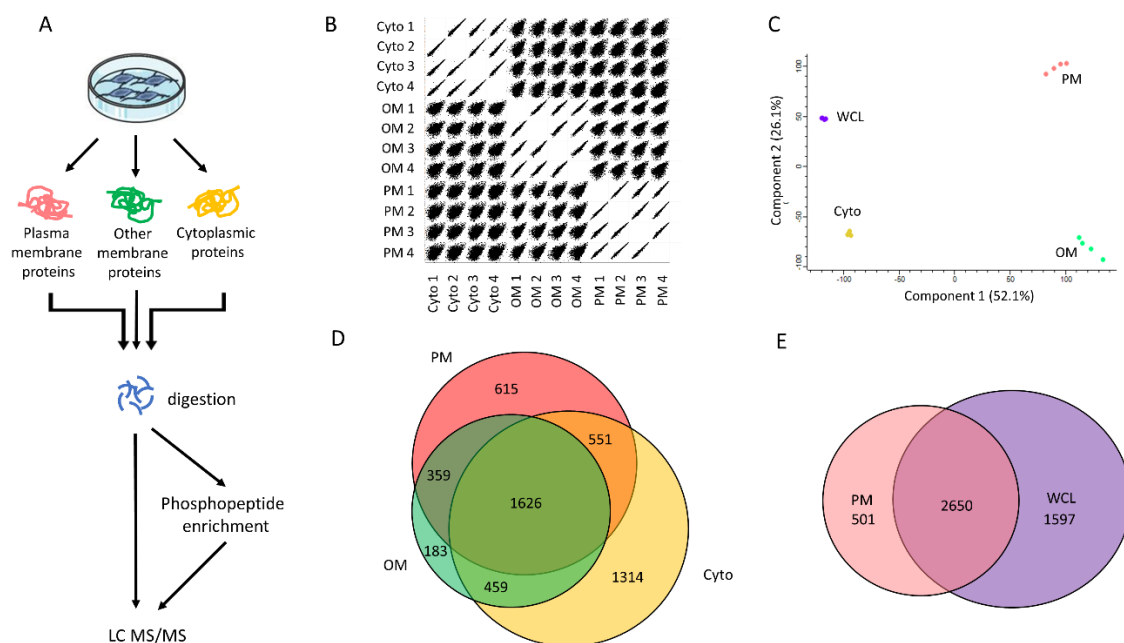 A
Plasma
membrane
proteins
Other
membrane
proteins
Cytoplasmic
proteins
digestion
Phosphopeptide
enrichment
LC MS/MS
B
Cyto 1
Cyto 2
Cyto 3
Cyto 4
OM 1
OM 2
OM 3
OM 4
PM 1
PM 2
PM 3
PM 4
Cyto 1
Cyto 2
Cyto 3
Cyto 4
OM 1
OM 2
OM 3
OM 4
PM 1
PM 2
PM 3
PM 4
C
Component 2 (26.1%)
100
50
0
-50
-100
PM
WCL
Cyto
OM
-100
-50
0
50
100
Component 1 (52.1%)
D
PM
615
551
359
1626
183
459
1314
OM
Cyto
E
PM
501
2650
WCL
1597